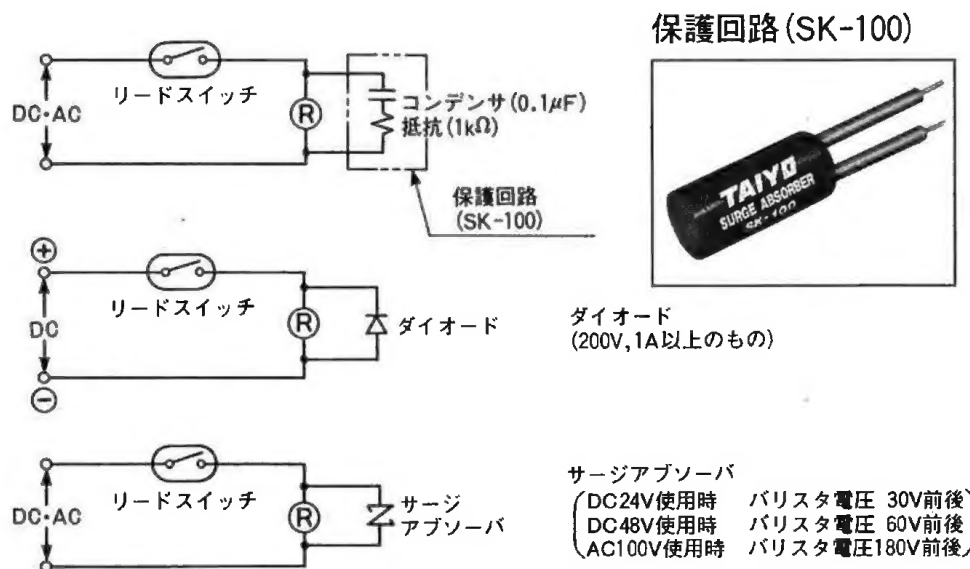 保護回路(SK-100)
リードスイッチ
DC·AC
R
コンデンサ(0.1μF)
抵抗(1kΩ)
保護回路
(SK-100)
TAIYO
SURGE ABSORBER
SK-100
⊕
リードスイッチ
DC
R
ダイオード
⊖
ダイオード
(200V,1A以上のもの)
リードスイッチ
DC·AC
R
サージ
アブソーバ
サージアブソーバ
DC24V使用時 バリスタ電圧 30V前後
DC48V使用時 バリスタ電圧 60V前後
AC100V使用時 バリスタ電圧180V前後